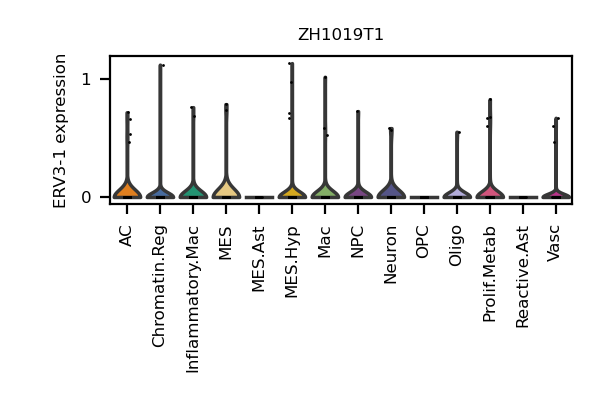 ZH1019T1
ERV3-1 expression
1
0
AC
Chromatin.Reg
Inflammatory.Mac
MES
MES.Ast
MES.Hyp
Mac
NPC
Neuron
OPC
Oligo
Prolif.Metab
Reactive.Ast
Vasc